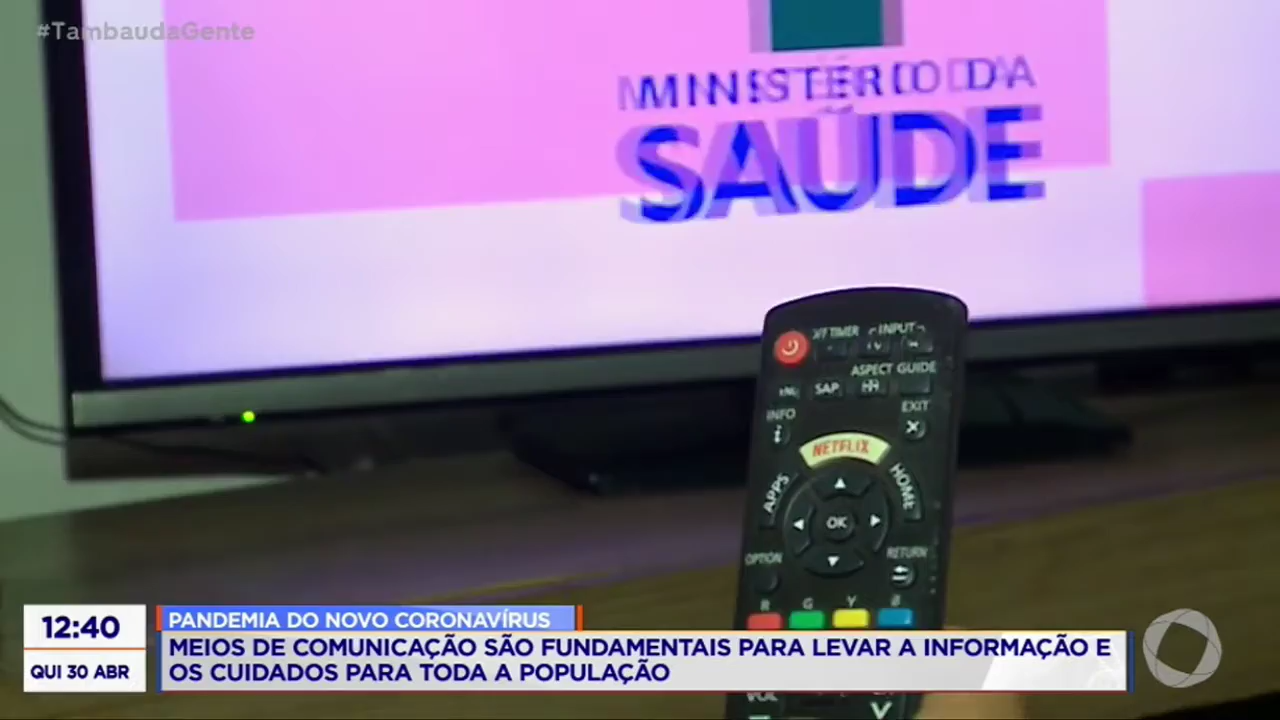 #TambaudaGente
MINISTÉRIO DA
SAÚDE
OFF TIMER INPUT
TV
ASPECT GUIDE
SAP
INFO
EXIT
NETFLIX
APPS
HOME
OK
OPTION
RETURN
R G Y B
VOL
12:40
QUI 30 ABR
PANDEMIA DO NOVO CORONAVÍRUS
MEIOS DE COMUNICAÇÃO SÃO FUNDAMENTAIS PARA LEVAR A INFORMAÇÃO E
OS CUIDADOS PARA TODA A POPULAÇÃO